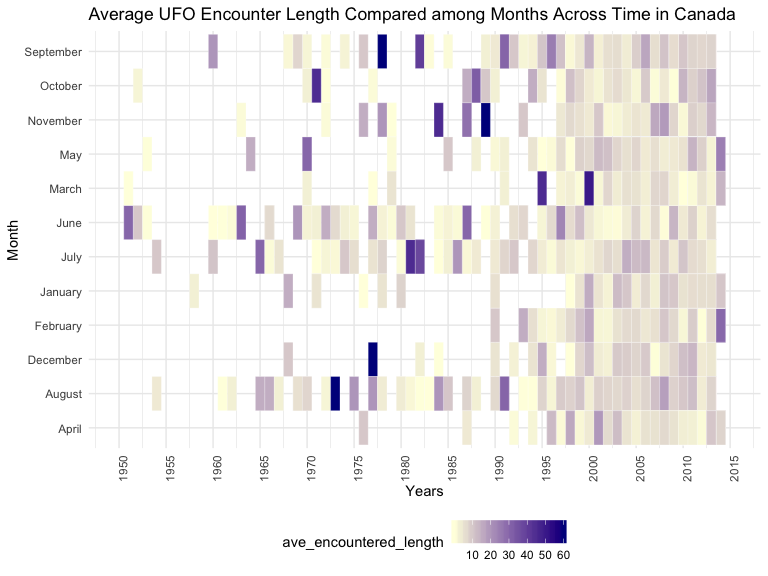 Average UFO Encounter Length Compared among Months Across Time in Canada
Month
September
October
November
May
March
June
July
January
February
December
August
April
1950 1955 1960 1965 1970 1975 1980 1985 1990 1995 2000 2005 2010 2015
Years
ave_encountered_length
10 20 30 40 50 60